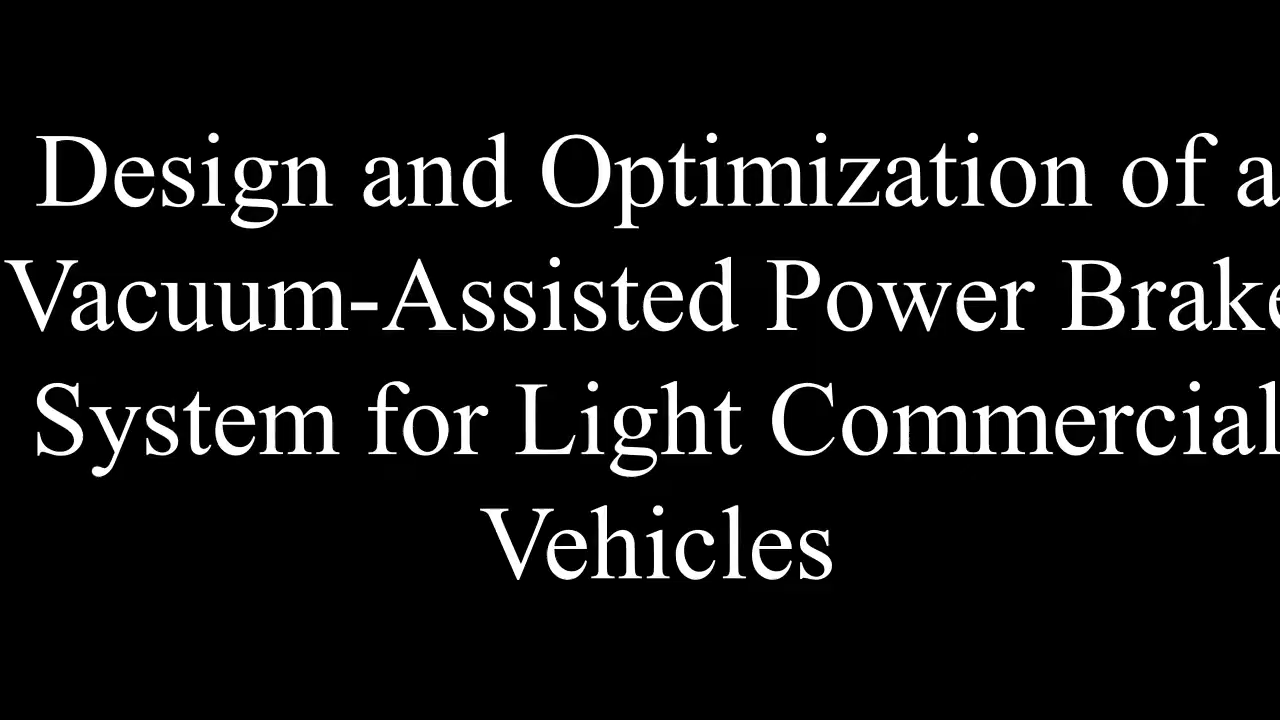 Design and Optimization of a
Vacuum-Assisted Power Brake
System for Light Commercial
Vehicles